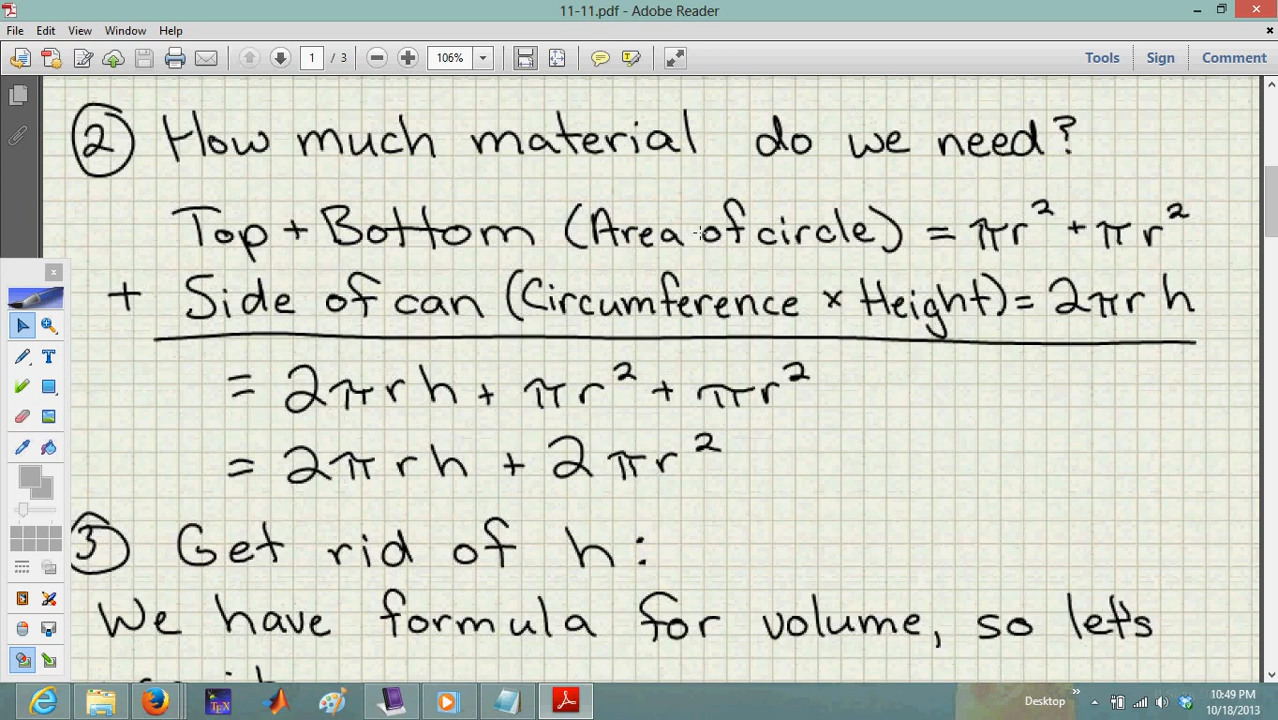 11-11.pdf - Adobe Reader
File Edit View Window Help
1 / 3 106% Tools Sign Comment
② How much material do we need?
Top + Bottom (Area of circle) = πr² + πr²
+ Side of can (Circumference × Height) = 2πrh
= 2πrh + πr² + πr²
= 2πrh + 2πr²
③ Get rid of h:
We have formula for volume, so let's
Desktop 10:49 PM
10/18/2013